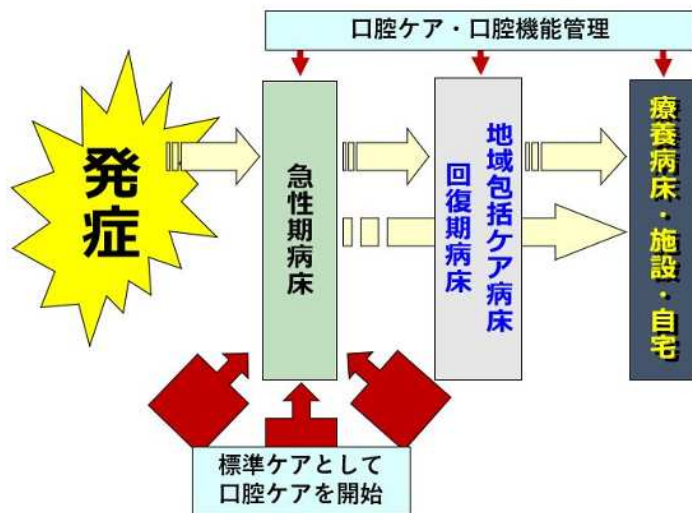 口腔ケア・口腔機能管理
発症
急性期病床
地域包括ケア病床
回復期病床
療養病床・施設・自宅
標準ケアとして
口腔ケアを開始